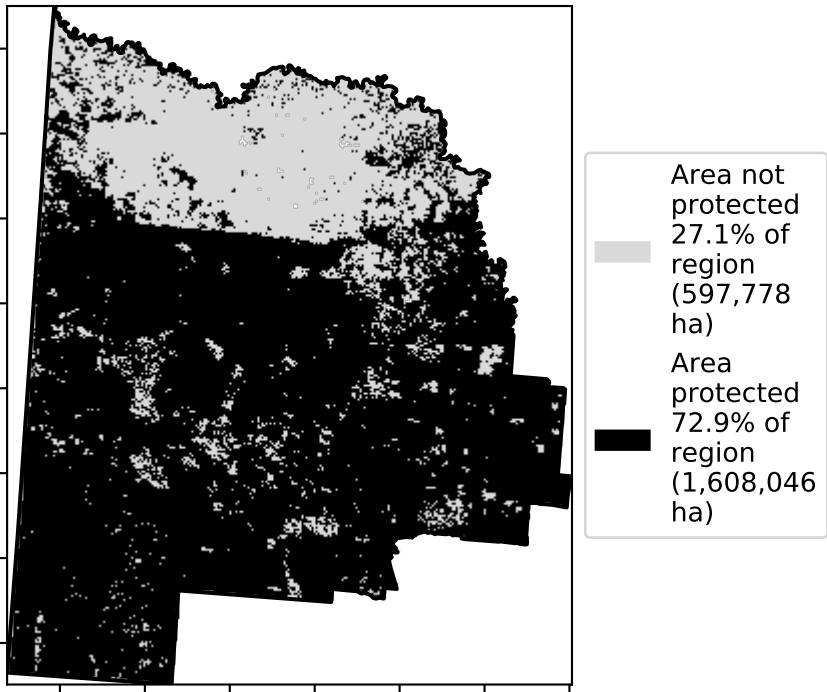 Area not
protected
27.1% of
region
(597,778
ha)
Area
protected
72.9% of
region
(1,608,046
ha)